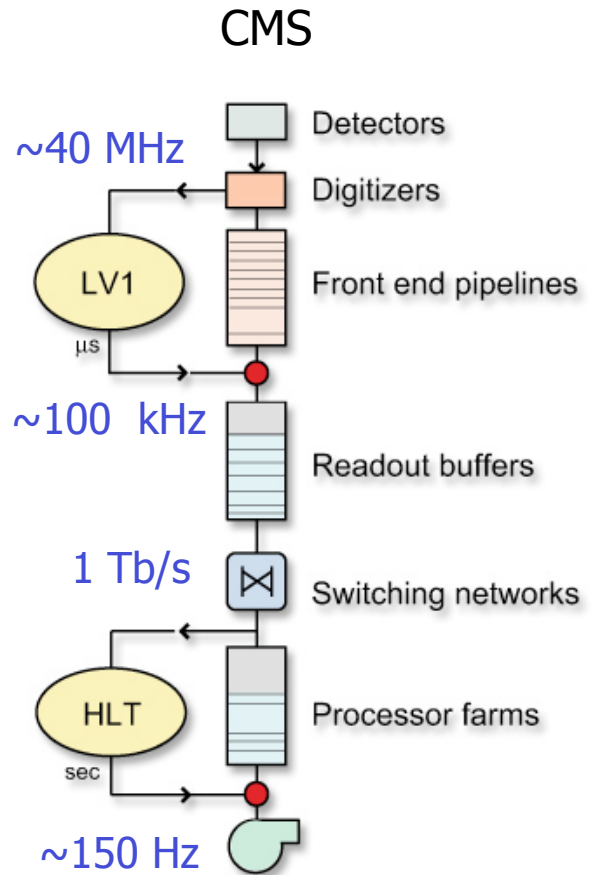 CMS
Detectors
~40 MHz
Digitizers
LV1
Front end pipelines
µs
~100 kHz
Readout buffers
1 Tb/s
Switching networks
HLT
Processor farms
sec
~150 Hz